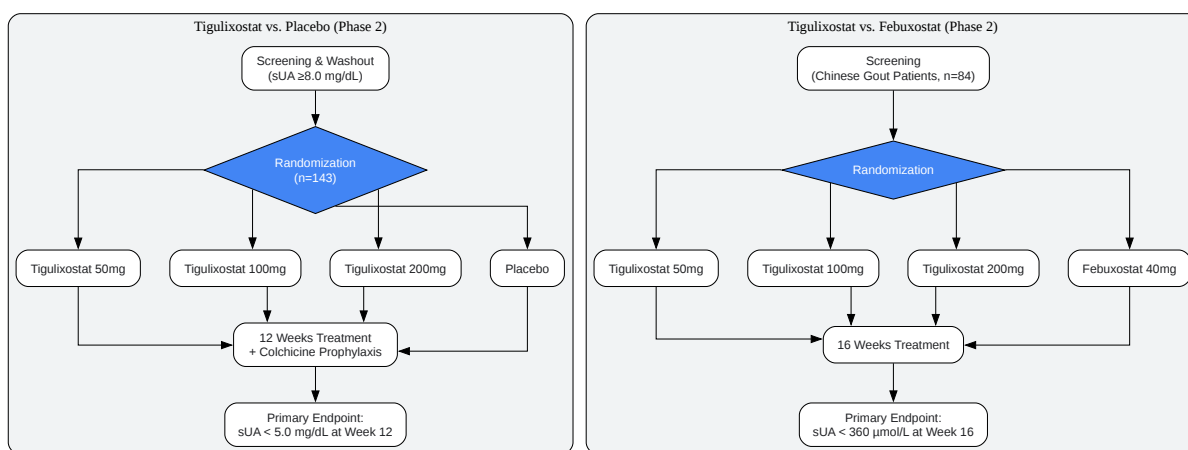 Tigulixostat vs. Placebo (Phase 2)
Screening & Washout
(sUA ≥8.0 mg/dL)
Randomization
(n=143)
Tigulixostat 50mg
Tigulixostat 100mg
Tigulixostat 200mg
Placebo
12 Weeks Treatment
+ Colchicine Prophylaxis
Primary Endpoint:
sUA < 5.0 mg/dL at Week 12
Tigulixostat vs. Febuxostat (Phase 2)
Screening
(Chinese Gout Patients, n=84)
Randomization
Tigulixostat 50mg
Tigulixostat 100mg
Tigulixostat 200mg
Febuxostat 40mg
16 Weeks Treatment
Primary Endpoint:
sUA < 360 µmol/L at Week 16